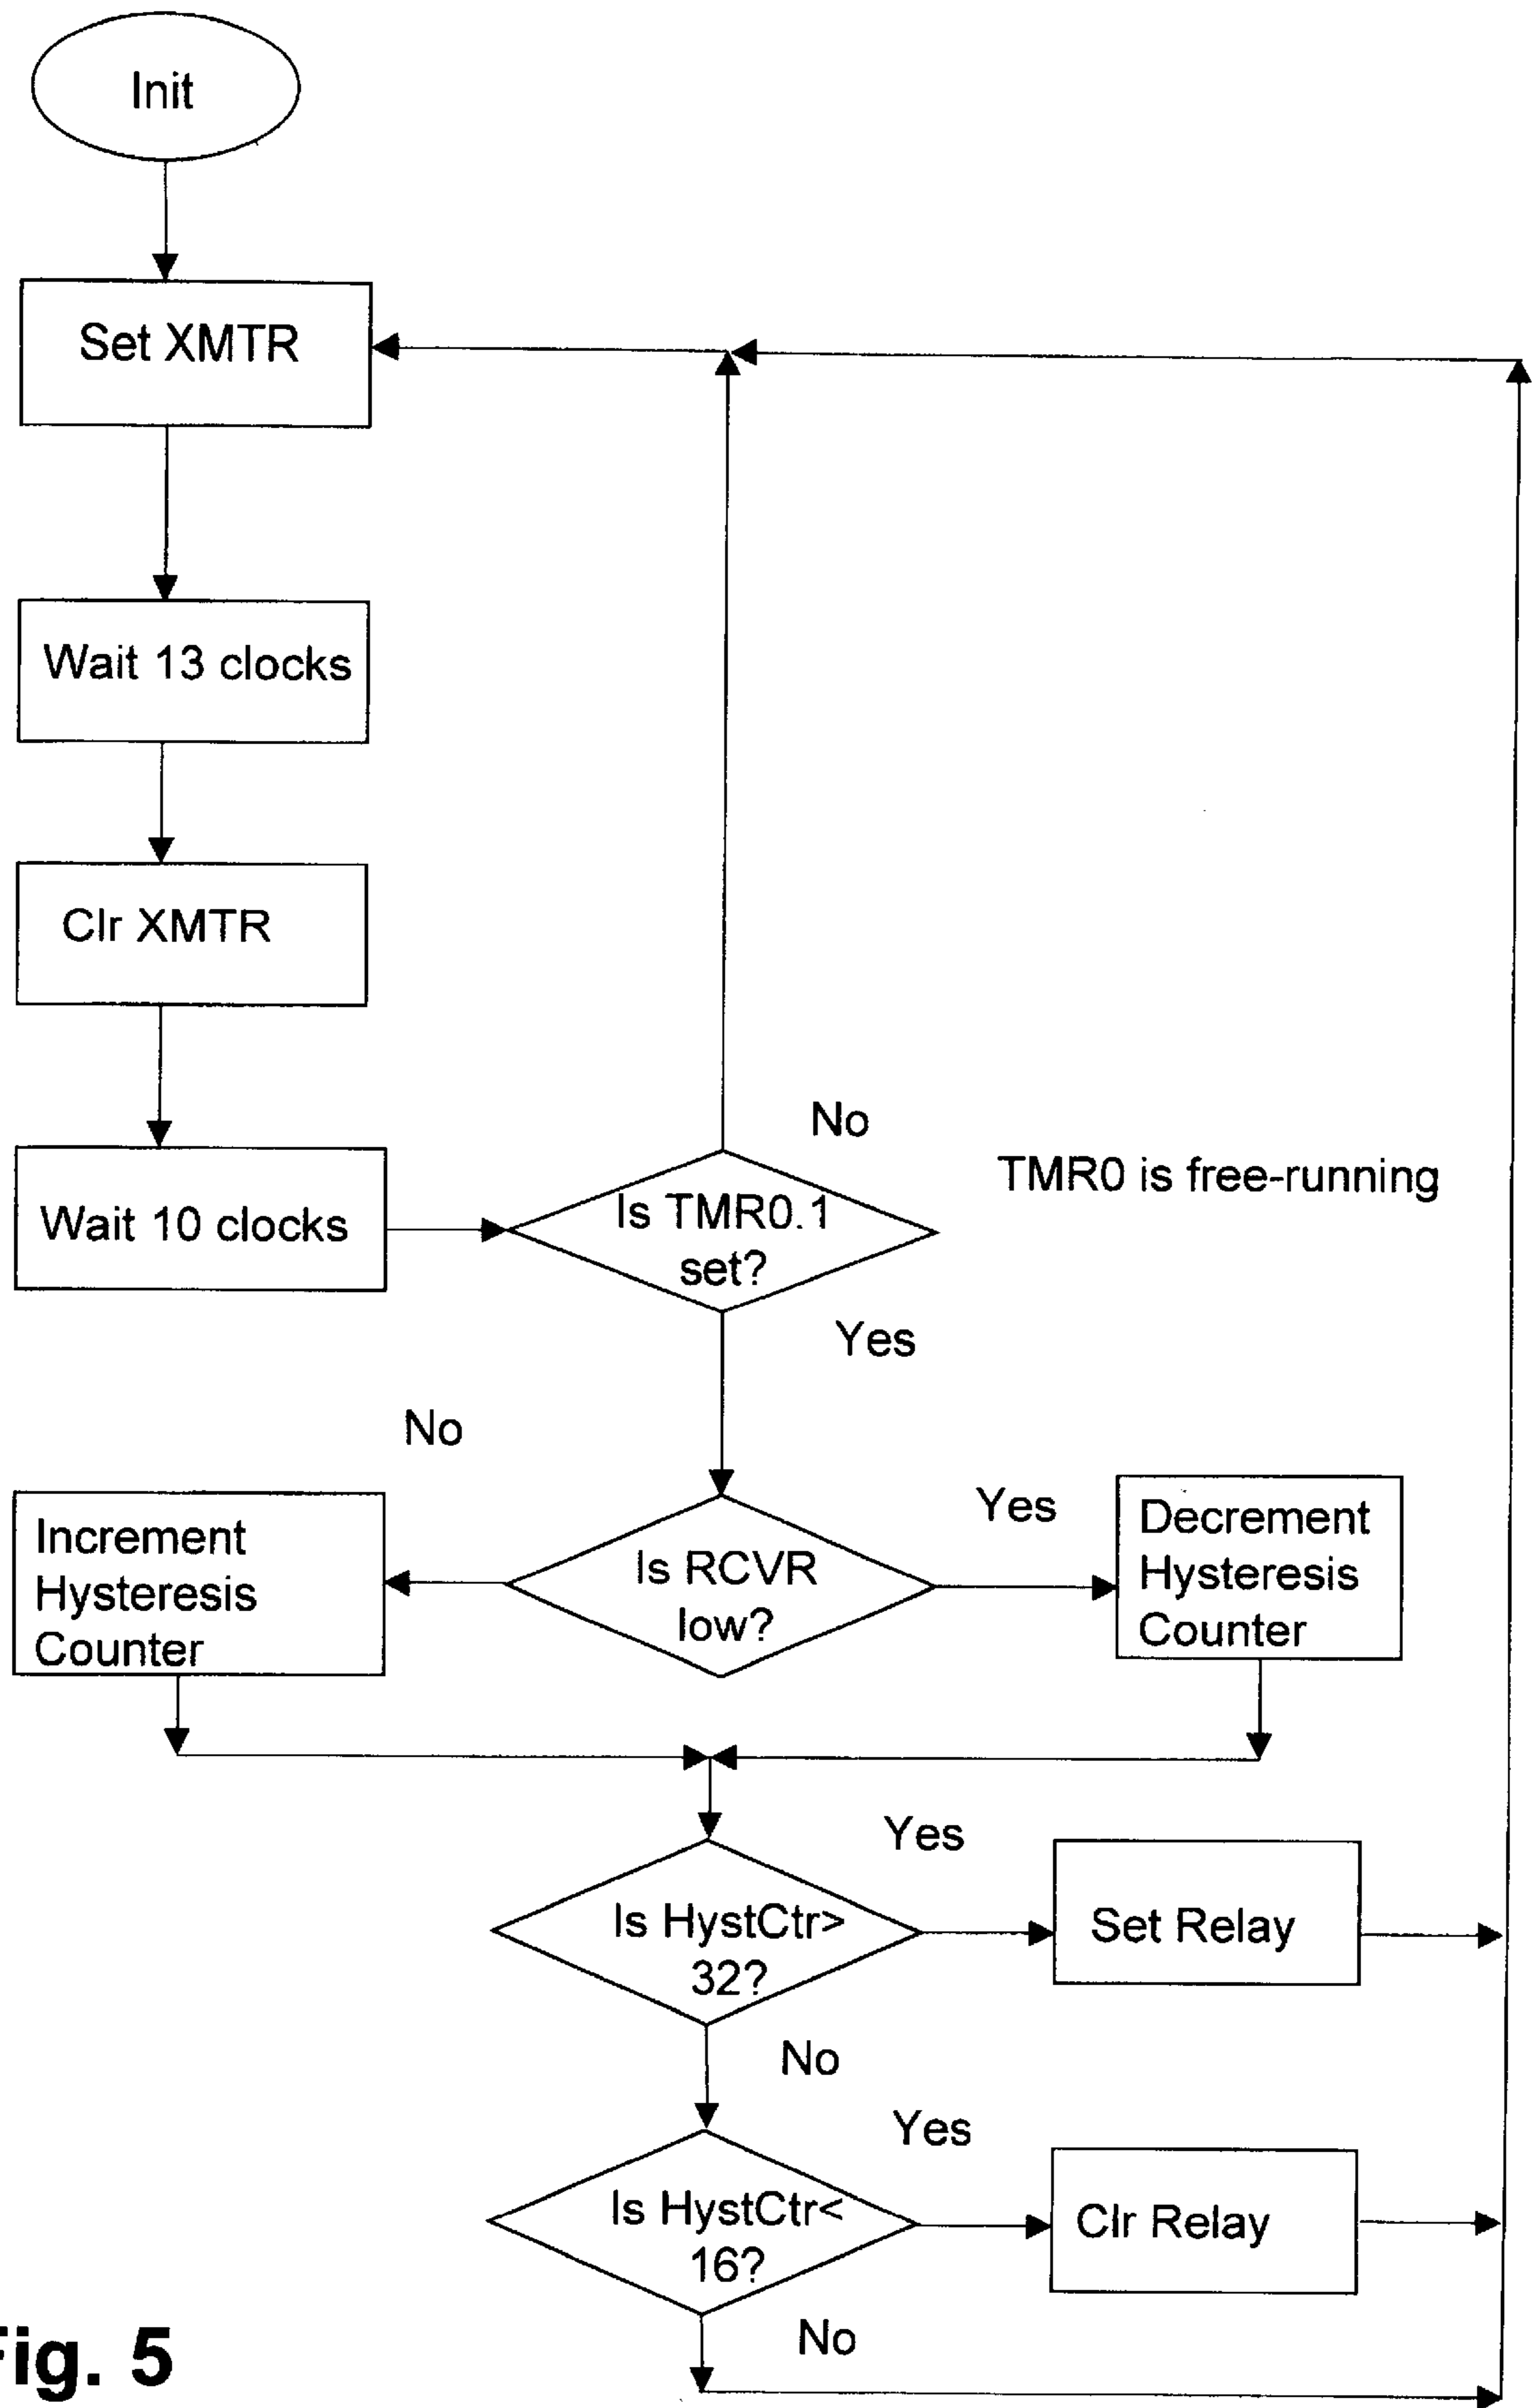 Init
Set XMTR
Wait 13 clocks
Clr XMTR
No
Wait 10 clocks
Is TMR0.1
set?
TMR0 is free-running
Yes
No
Increment
Hysteresis
Counter
Is RCVR
low?
Yes
Decrement
Hysteresis
Counter
Yes
Is HystCtr>
32?
Set Relay
No
Yes
Is HystCtr<
16?
Clr Relay
No
Fig. 5